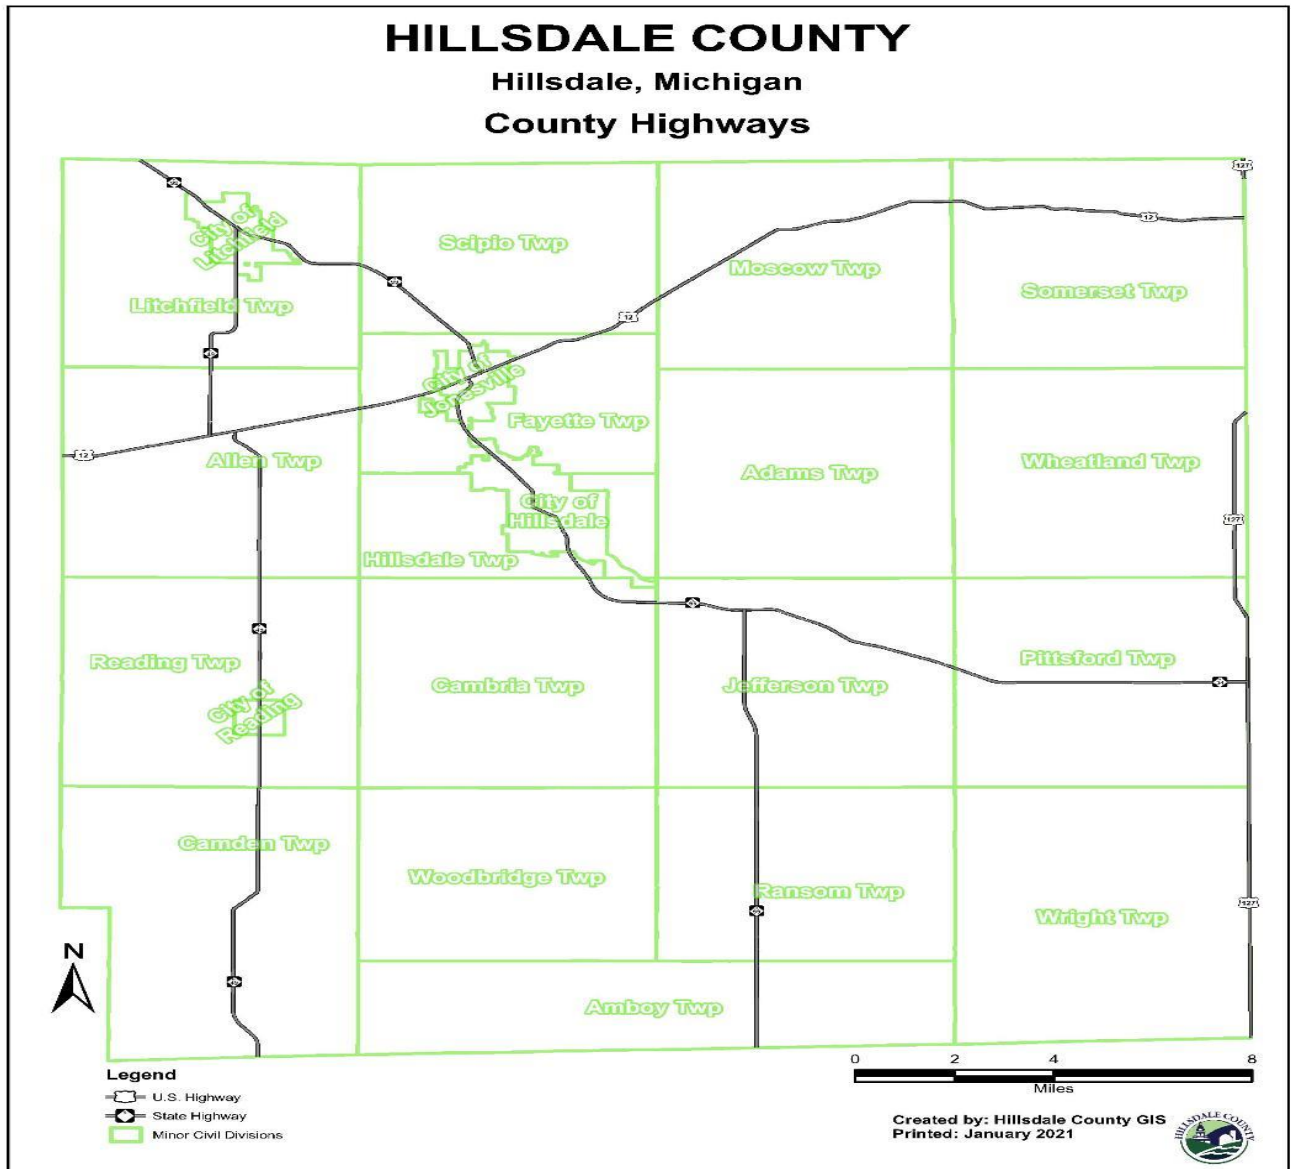 HILLSDALE COUNTY
Hillsdale, Michigan
County Highways
127
City of
Litchfield
Scipio Twp
12
Moscow Twp
Somerset Twp
Litchfield Twp
12
City of
Jonesville
Fayette Twp
12
Allen Twp
Adams Twp
Wheatland Twp
City of
Hillsdale
127
Hillsdale Twp
Reading Twp
Cambria Twp
Jefferson Twp
Pittsford Twp
City of
Reading
Camden Twp
Woodbridge Twp
Ransom Twp
127
Wright Twp
N
Amboy Twp
0 2 4 8
Miles
Legend
U.S. Highway
State Highway
Minor Civil Divisions
Created by: Hillsdale County GIS
Printed: January 2021
HILLSDALE COUNTY